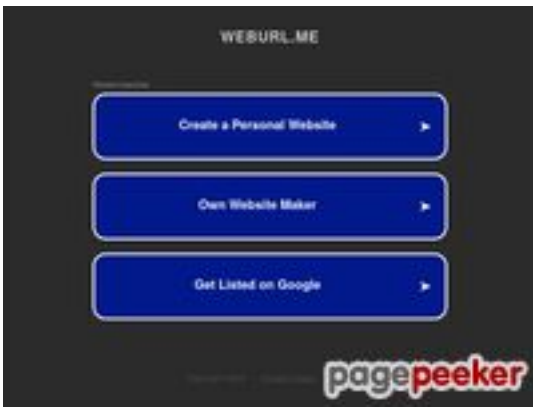 WEBURL.ME
Create a Personal Website
Own Website Maker
Get Listed on Google
pagepeeker